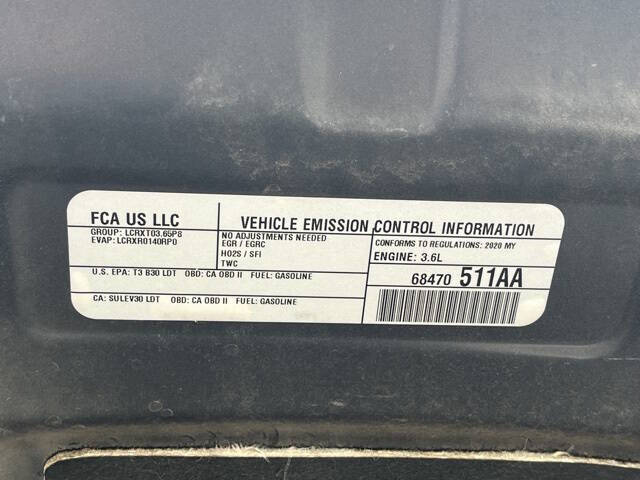 FCA US LLC
GROUP: LCRXT03.65P8
EVAP: LCRXR0140RP0
VEHICLE EMISSION CONTROL INFORMATION
NO ADJUSTMENTS NEEDED
EGR / EGRC
HO2S / SFI
TWC
CONFORMS TO REGULATIONS: 2020 MY
ENGINE: 3.6L
U.S. EPA: T3 B30 LDT OBD: CA OBD II FUEL: GASOLINE
CA: SULEV30 LDT OBD: CA OBD II FUEL: GASOLINE
68470 511AA